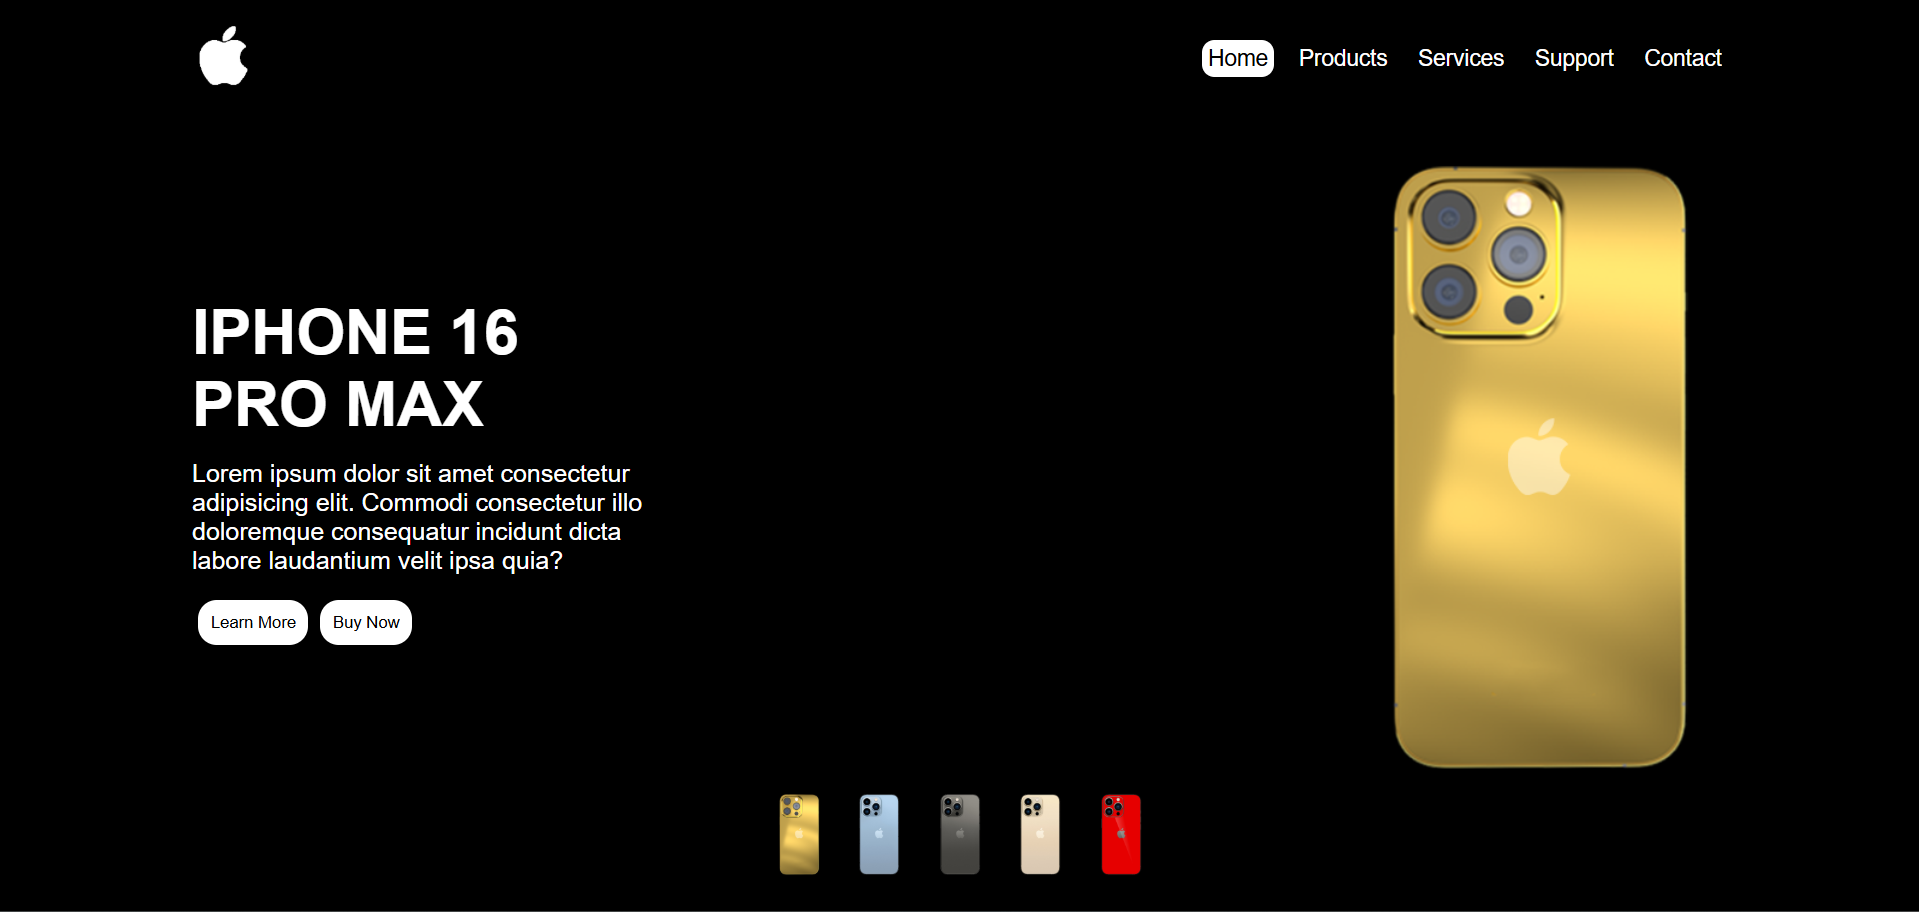 Home Products Services Support Contact
IPHONE 16
PRO MAX
Lorem ipsum dolor sit amet consectetur
adipisicing elit. Commodi consectetur illo
doloremque consequatur incidunt dicta
labore laudantium velit ipsa quia?
Learn More Buy Now